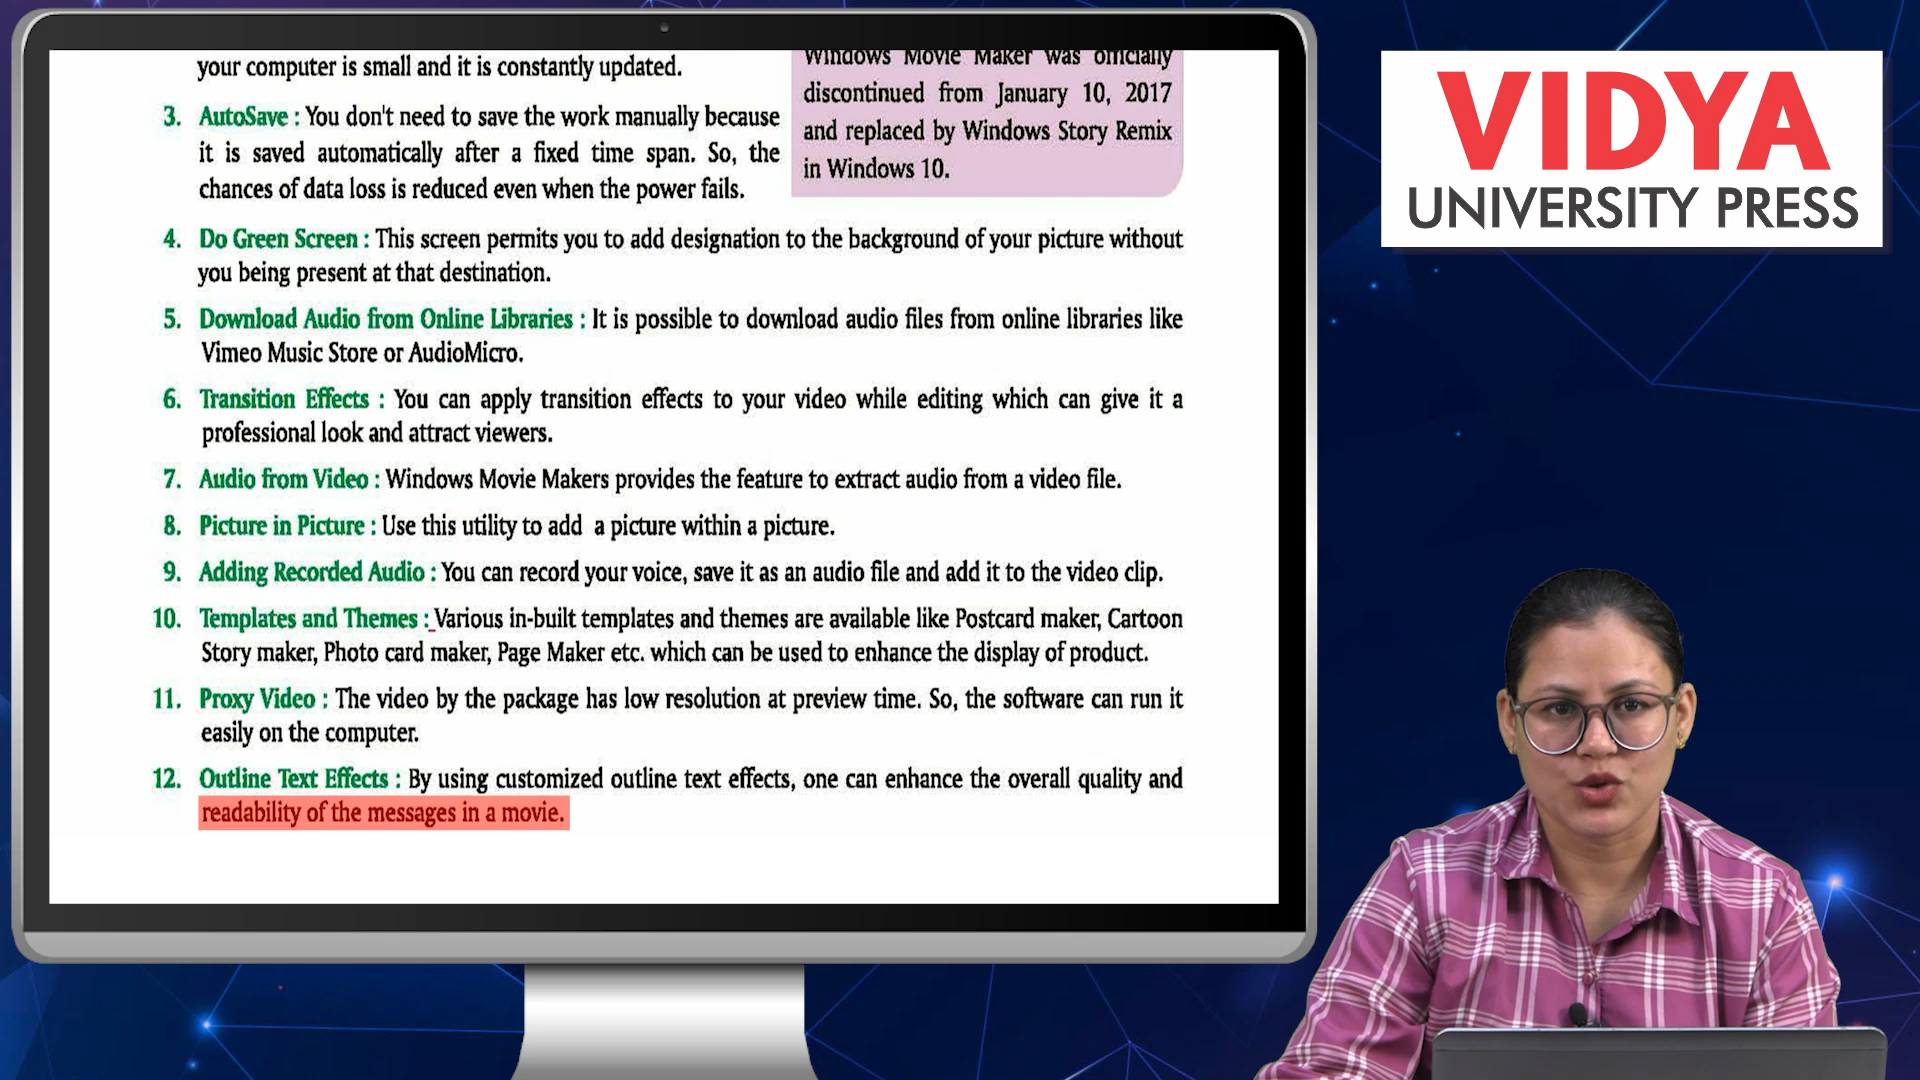 your computer is small and it is constantly updated.
3. AutoSave : You don't need to save the work manually because
it is saved automatically after a fixed time span. So, the
chances of data loss is reduced even when the power fails.
Windows Movie Maker was officially
discontinued from January 10, 2017
and replaced by Windows Story Remix
in Windows 10.
4. Do Green Screen : This screen permits you to add designation to the background of your picture without
you being present at that destination.
5. Download Audio from Online Libraries : It is possible to download audio files from online libraries like
Vimeo Music Store or AudioMicro.
6. Transition Effects : You can apply transition effects to your video while editing which can give it a
professional look and attract viewers.
7. Audio from Video : Windows Movie Makers provides the feature to extract audio from a video file.
8. Picture in Picture : Use this utility to add a picture within a picture.
9. Adding Recorded Audio : You can record your voice, save it as an audio file and add it to the video clip.
10. Templates and Themes : Various in-built templates and themes are available like Postcard maker, Cartoon
Story maker, Photo card maker, Page Maker etc. which can be used to enhance the display of product.
11. Proxy Video : The video by the package has low resolution at preview time. So, the software can run it
easily on the computer.
12. Outline Text Effects : By using customized outline text effects, one can enhance the overall quality and
readability of the messages in a movie.
VIDYA
UNIVERSITY PRESS